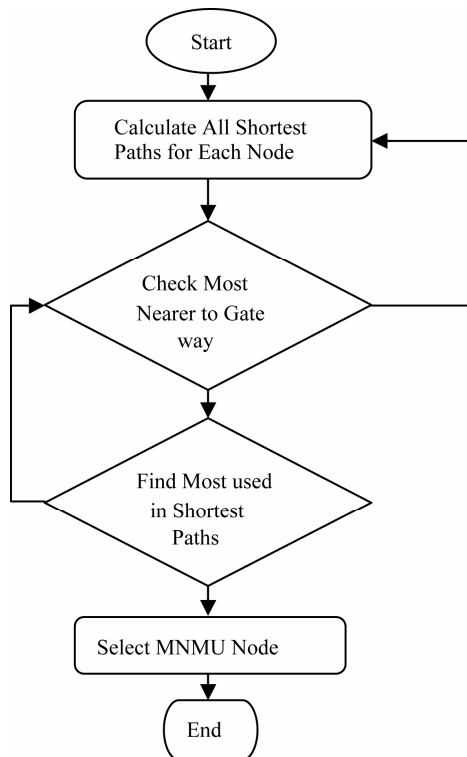 Start
Calculate All Shortest
Paths for Each Node
Check Most
Nearer to Gate
way
Find Most used
in Shortest
Paths
Select MNMU Node
End